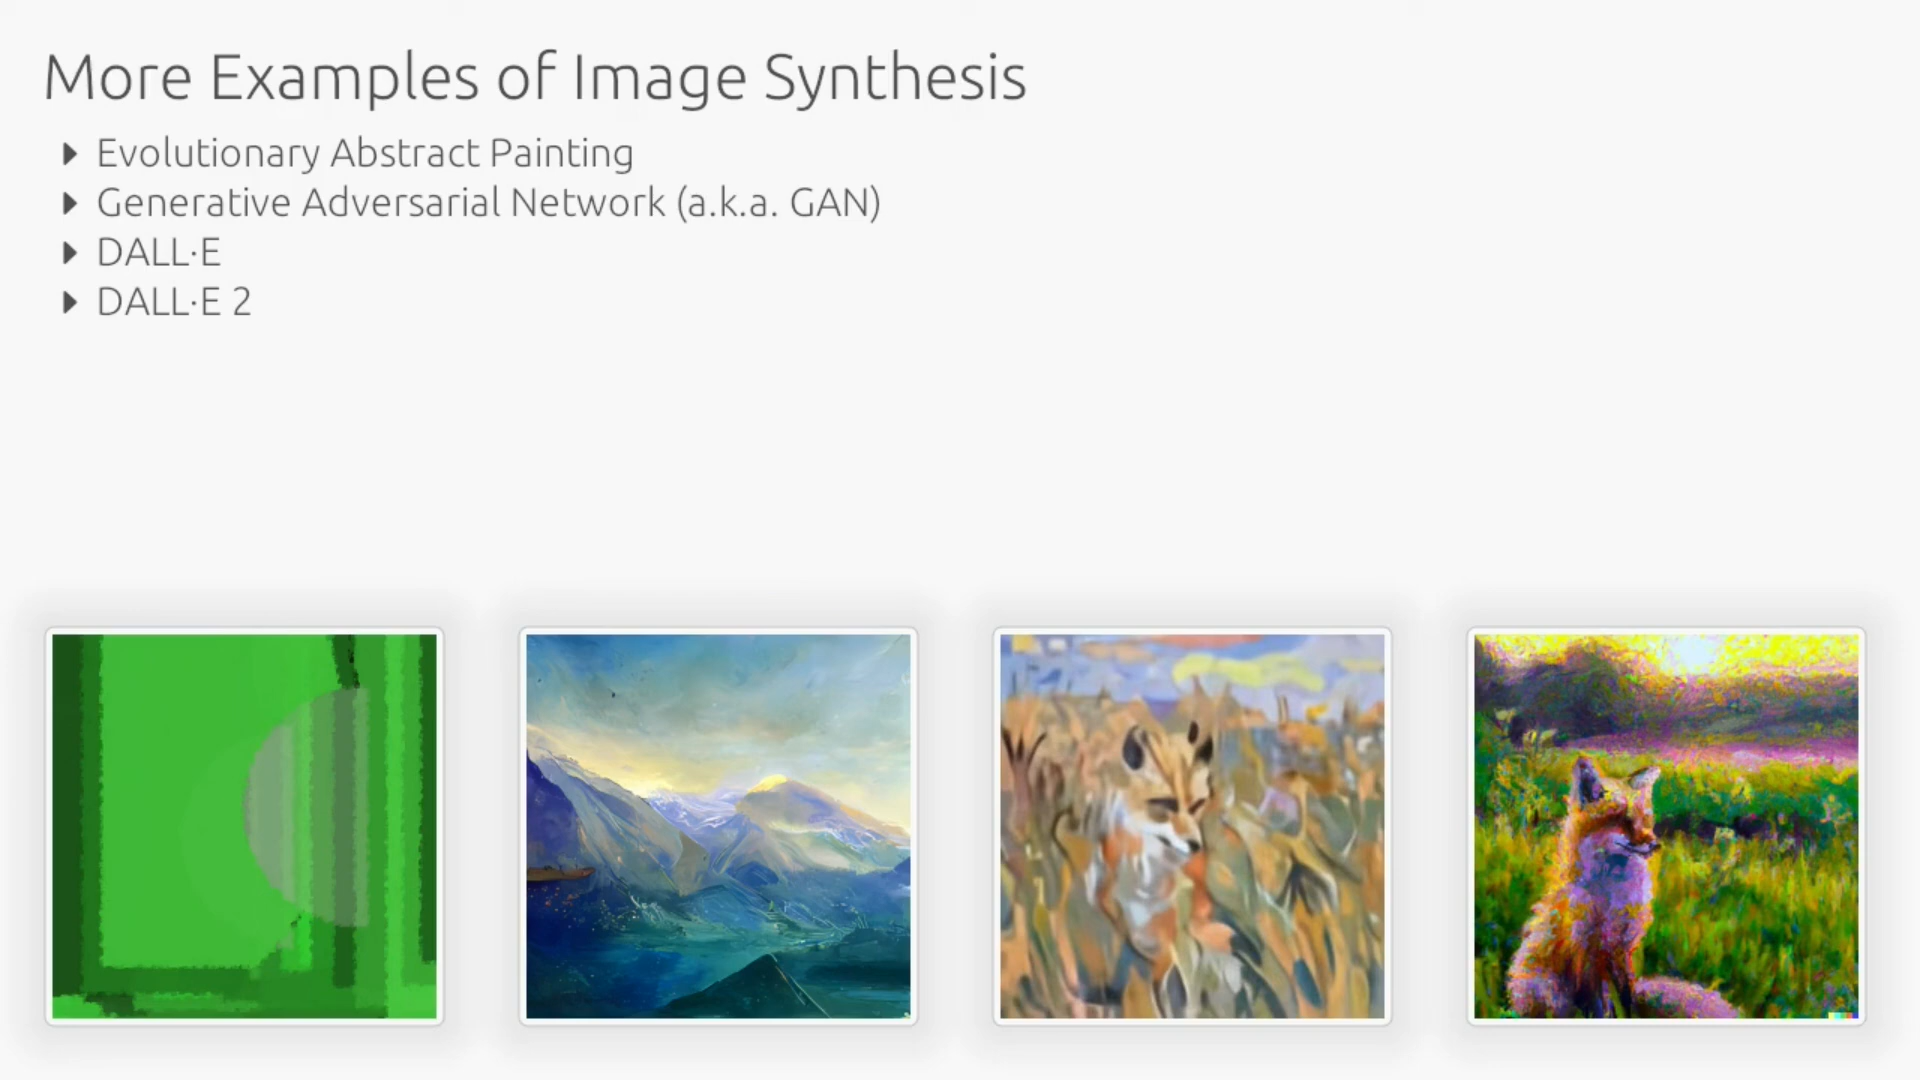 More Examples of Image Synthesis
Evolutionary Abstract Painting
Generative Adversarial Network (a.k.a. GAN)
DALL·E
DALL·E 2